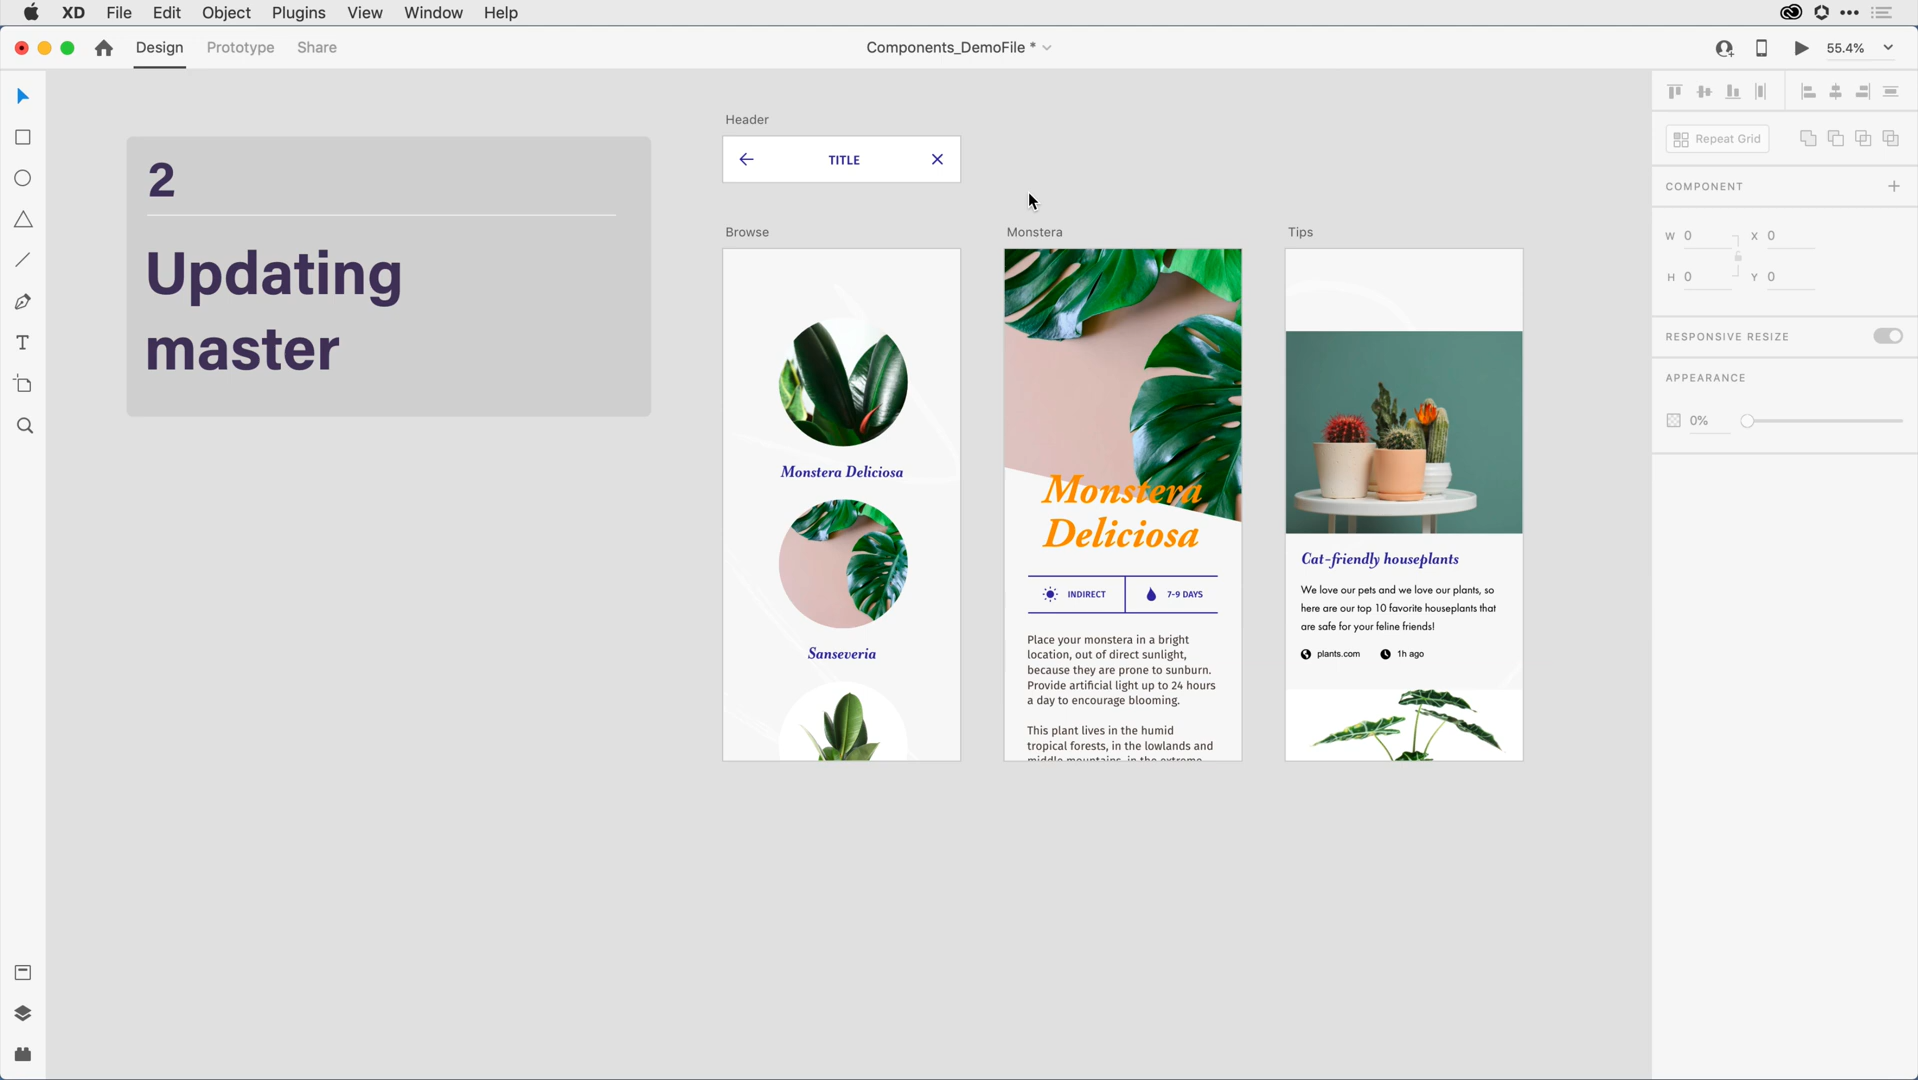 XD File Edit Object Plugins View Window Help
Design Prototype Share
Components_DemoFile *
55.4%
2
Updating
master
Header
TITLE
Browse
Monstera Deliciosa
Sanseveria
Monstera
Monstera
Deliciosa
INDIRECT
7-9 DAYS
Place your monstera in a bright
location, out of direct sunlight,
because they are prone to sunburn.
Provide artificial light up to 24 hours
a day to encourage blooming.
This plant lives in the humid
tropical forests, in the lowlands and
middle mountains, in the extreme
Tips
Cat-friendly houseplants
We love our pets and we love our plants, so
here are our top 10 favorite houseplants that
are safe for your feline friends!
plants.com 1h ago
Repeat Grid
COMPONENT
W 0 X 0
H 0 Y 0
RESPONSIVE RESIZE
APPEARANCE
0%